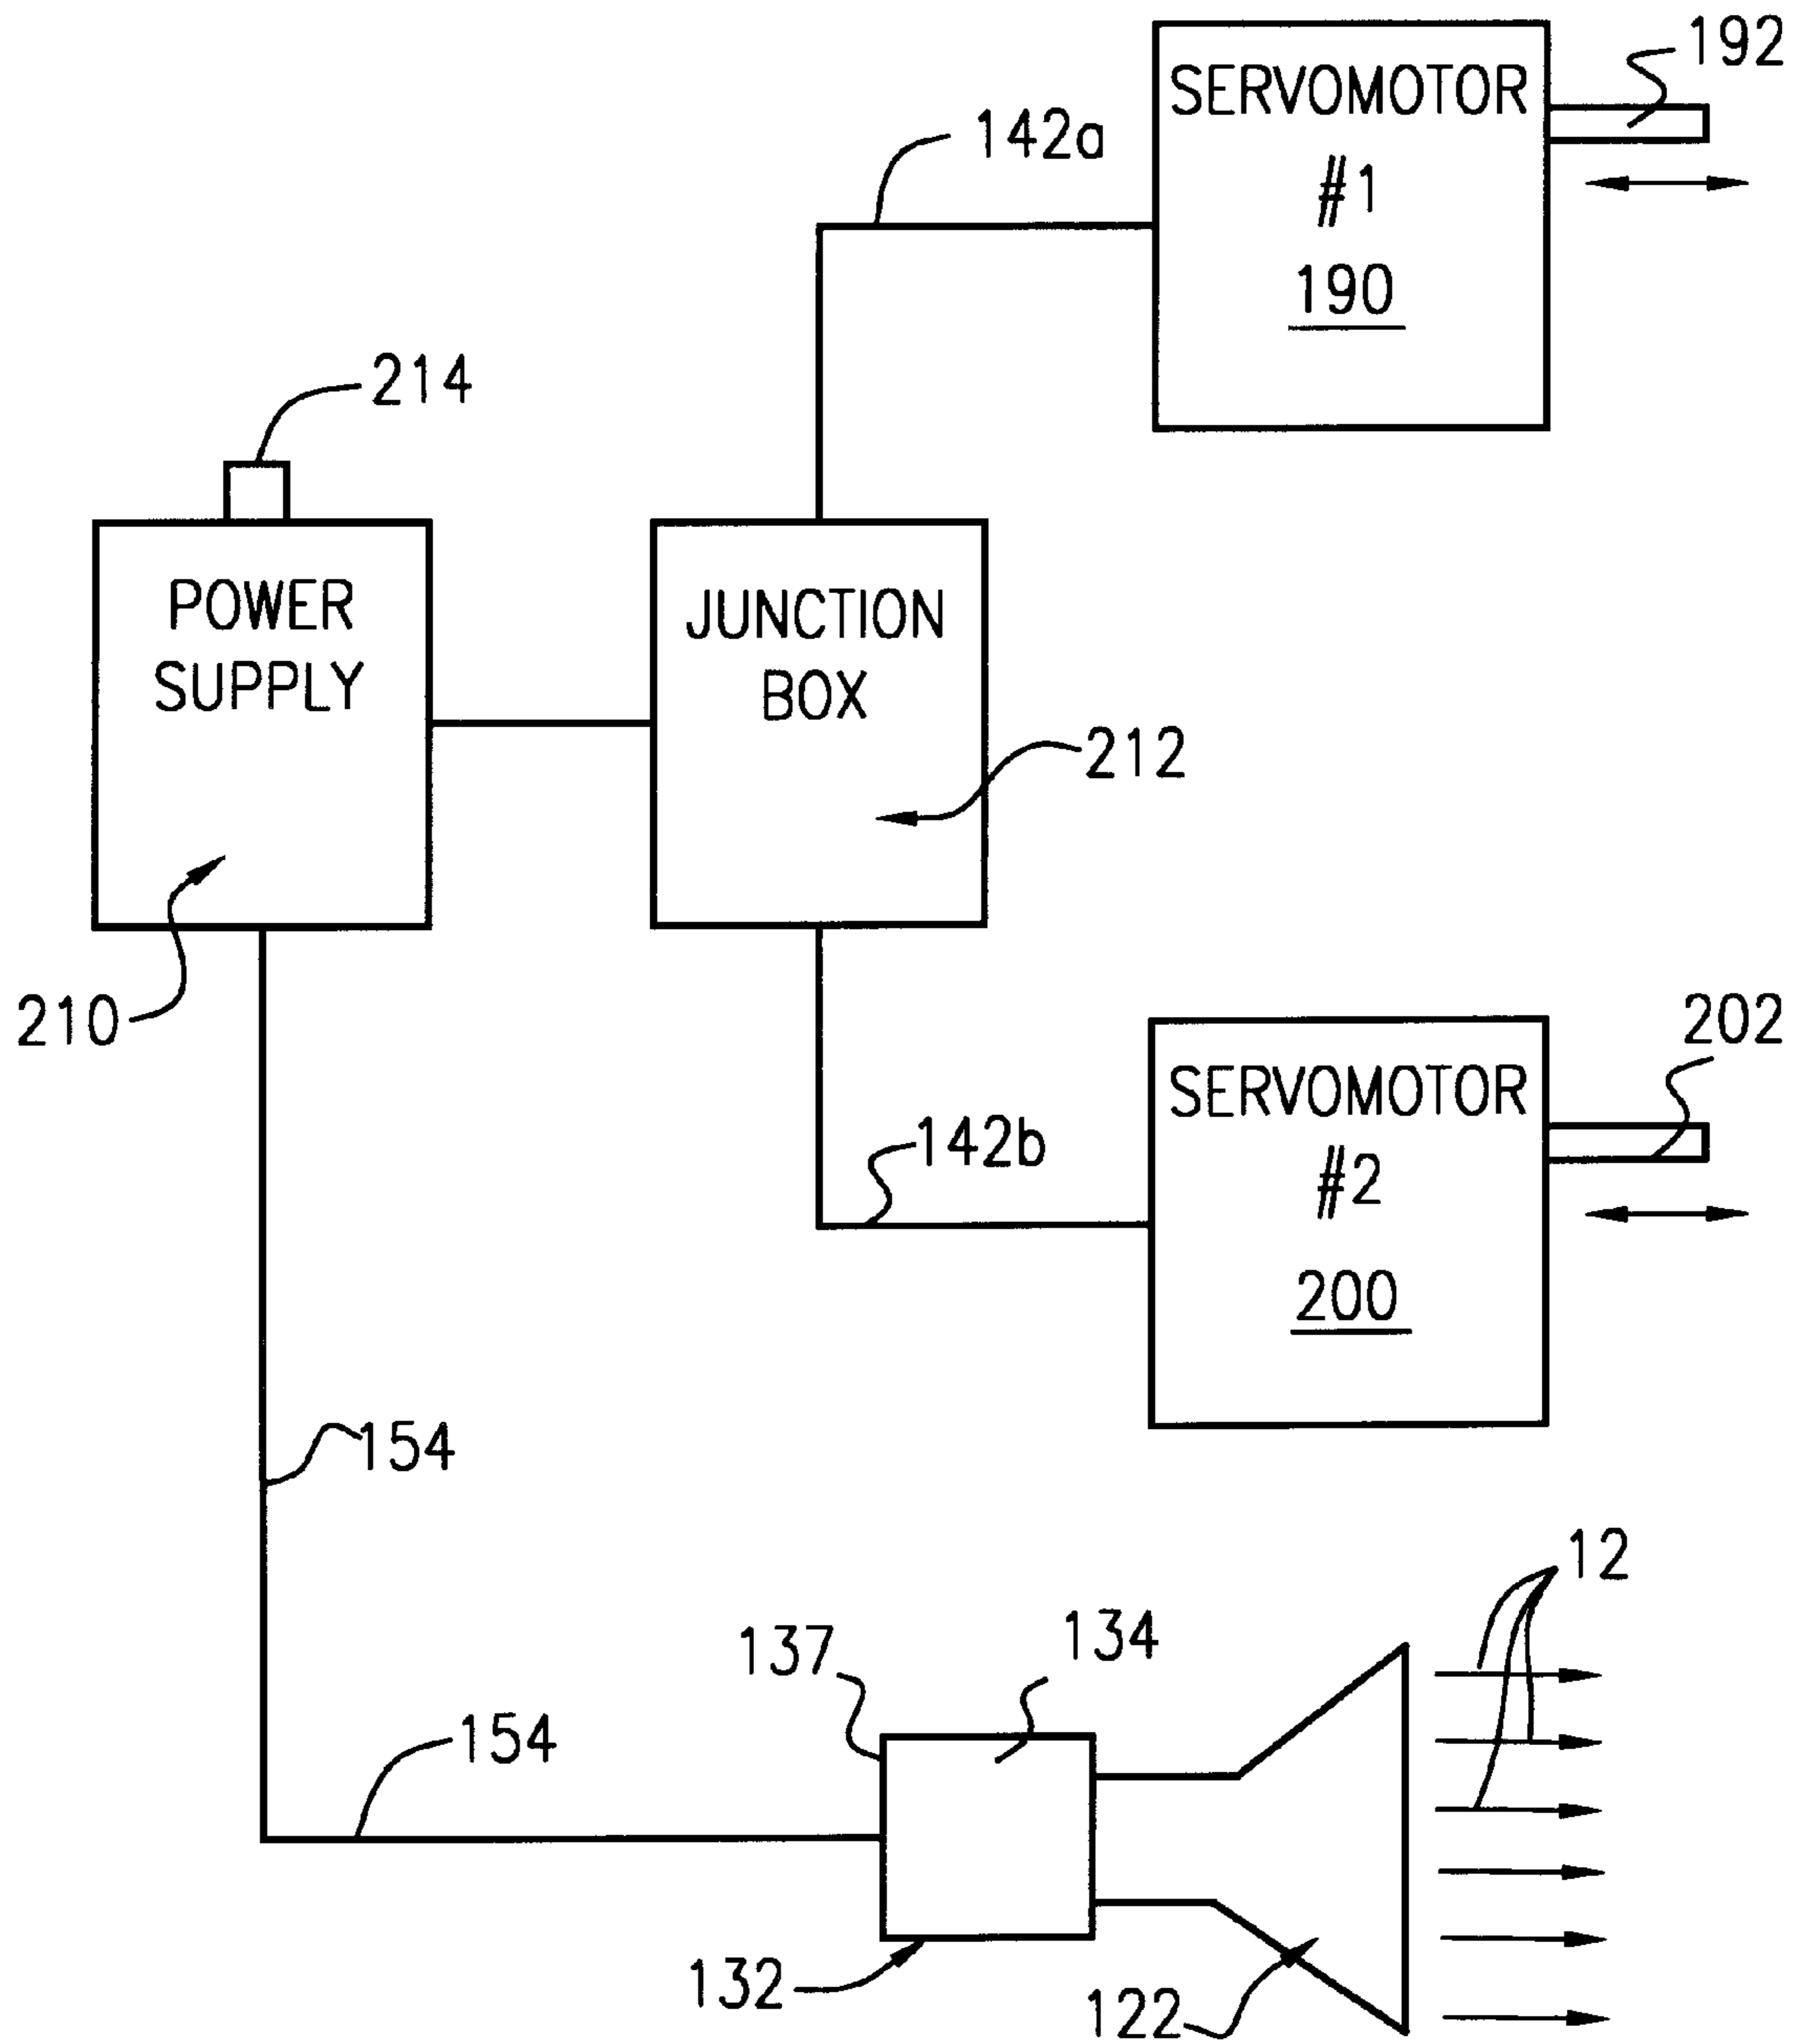 192
SERVOMOTOR
#1
190
142a
214
POWER
SUPPLY
JUNCTION
BOX
212
210
202
SERVOMOTOR
#2
200
142b
154
12
137
134
154
132
122